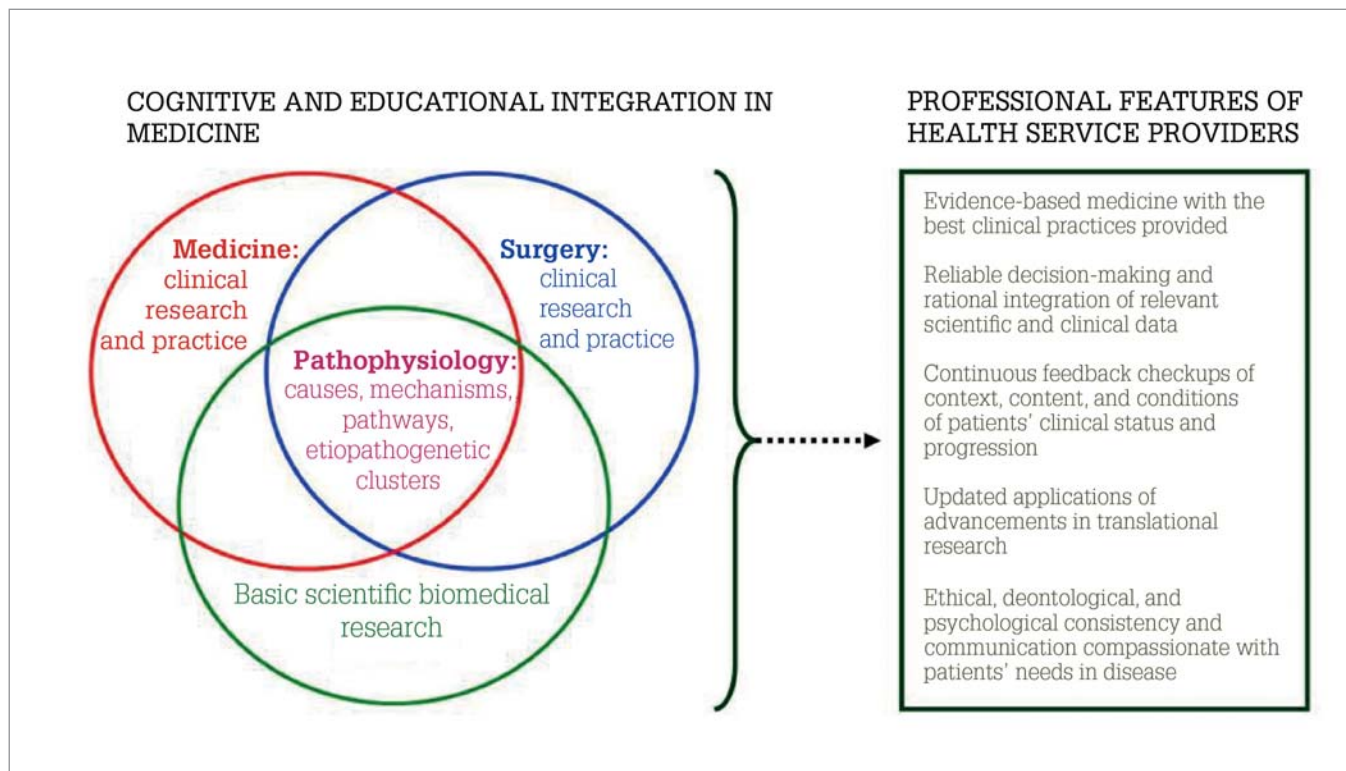 COGNITIVE AND EDUCATIONAL INTEGRATION IN
MEDICINE
Medicine:
clinical
research
and practice
Surgery:
clinical
research
and practice
Pathophysiology:
causes, mechanisms,
pathways,
etiopathogenetic
clusters
Basic scientific biomedical
research
PROFESSIONAL FEATURES OF
HEALTH SERVICE PROVIDERS
Evidence-based medicine with the
best clinical practices provided
Reliable decision-making and
rational integration of relevant
scientific and clinical data
Continuous feedback checkups of
context, content, and conditions
of patients’ clinical status and
progression
Updated applications of
advancements in translational
research
Ethical, deontological, and
psychological consistency and
communication compassionate with
patients’ needs in disease